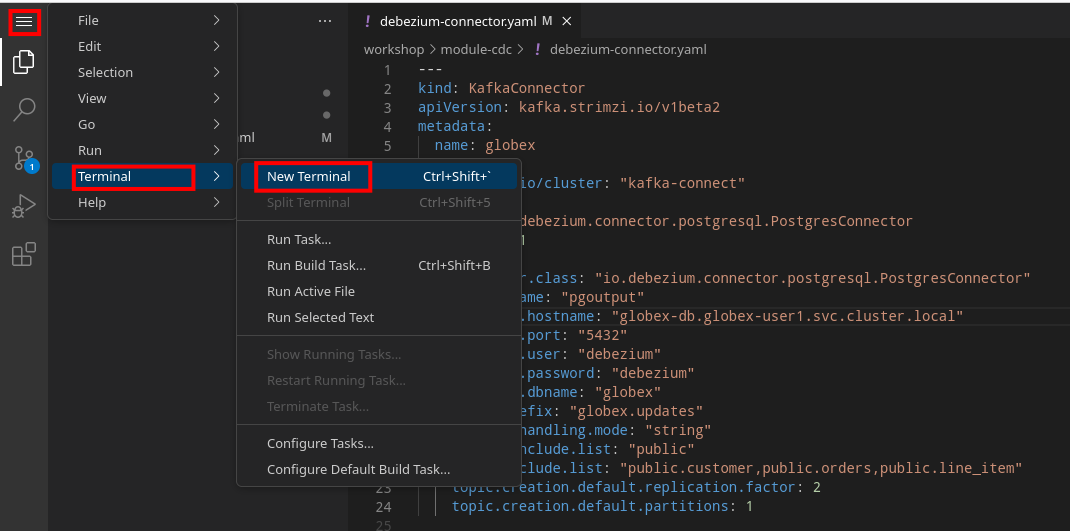 File
Edit
Selection
View
Go
Run
Terminal
Help
1
...
aml
M
New Terminal Ctrl+Shift+`
Split Terminal Ctrl+Shift+5
Run Task...
Run Build Task... Ctrl+Shift+B
Run Active File
Run Selected Text
Show Running Tasks...
Restart Running Task...
Terminate Task...
Configure Tasks...
Configure Default Build Task...
! debezium-connector.yaml M ×
workshop > module-cdc > ! debezium-connector.yaml
1 ---
2 kind: KafkaConnector
3 apiVersion: kafka.strimzi.io/v1beta2
4 metadata:
5 name: globex
io/cluster: "kafka-connect"
debezium.connector.postgresql.PostgresConnector
1
r.class: "io.debezium.connector.postgresql.PostgresConnector"
ame: "pgoutput"
.hostname: "globex-db.globex-user1.svc.cluster.local"
.port: "5432"
.user: "debezium"
.password: "debezium"
.dbname: "globex"
efix: "globex.updates"
handling.mode: "string"
nclude.list: "public"
clude.list: "public.customer,public.orders,public.line_item"
23 topic.creation.default.replication.factor: 2
24 topic.creation.default.partitions: 1
25